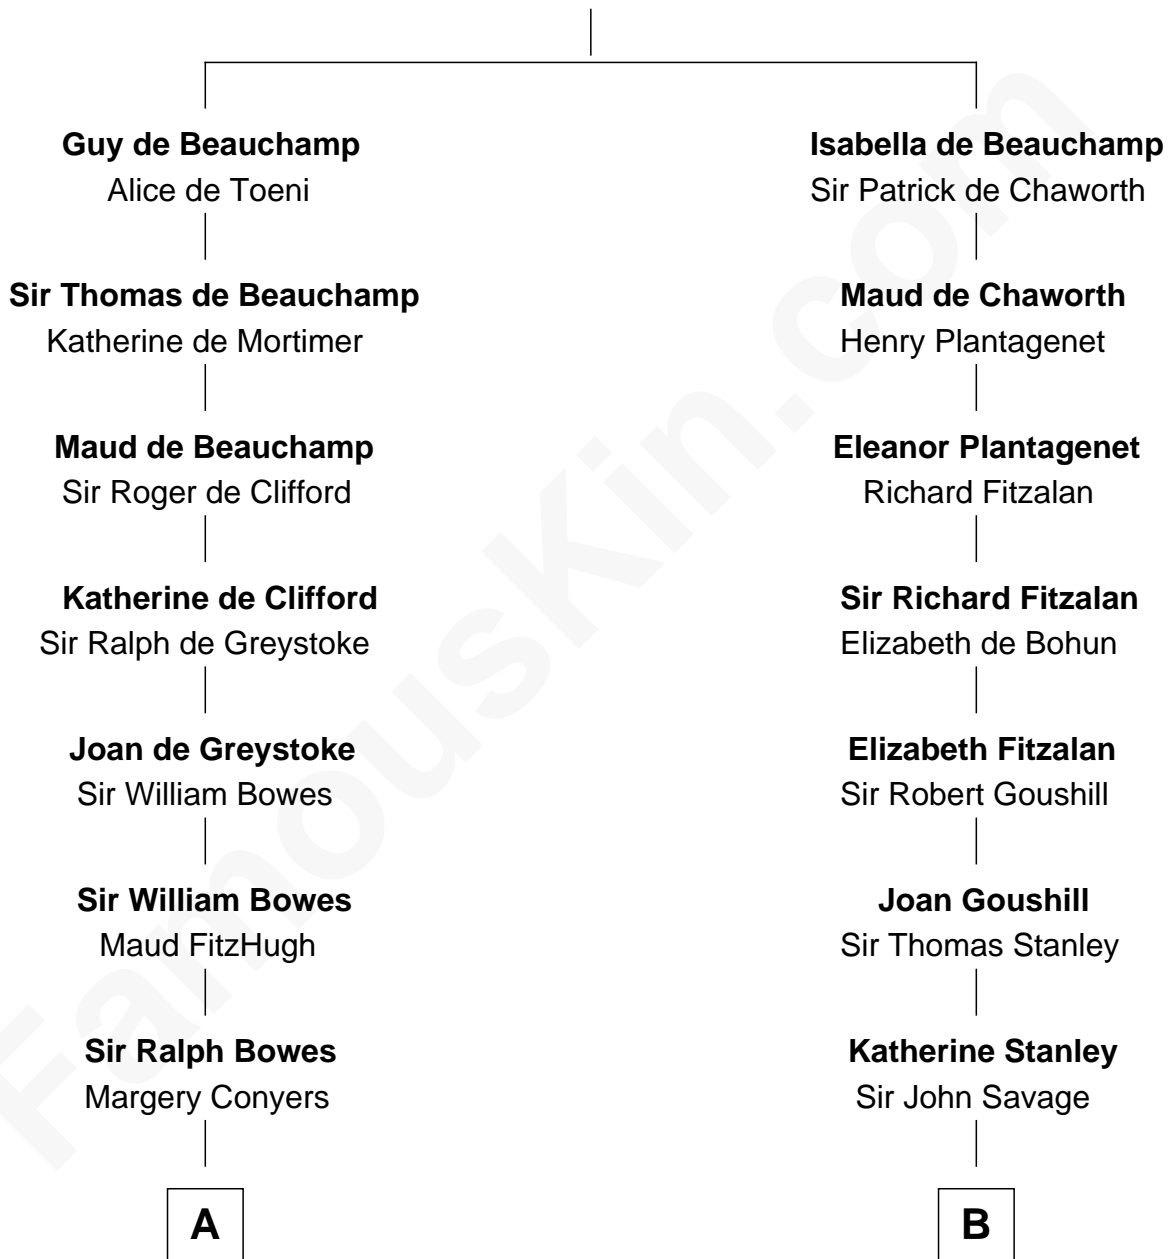 Guy de Beauchamp
Alice de Toeni
Sir Thomas de Beauchamp
Katherine de Mortimer
Maud de Beauchamp
Sir Roger de Clifford
Katherine de Clifford
Sir Ralph de Greystoke
Joan de Greystoke
Sir William Bowes
Sir William Bowes
Maud FitzHugh
Sir Ralph Bowes
Margery Conyers
A
Isabella de Beauchamp
Sir Patrick de Chaworth
Maud de Chaworth
Henry Plantagenet
Eleanor Plantagenet
Richard Fitzalan
Sir Richard Fitzalan
Elizabeth de Bohun
Elizabeth Fitzalan
Sir Robert Goushill
Joan Goushill
Sir Thomas Stanley
Katherine Stanley
Sir John Savage
B
FamousKin.com